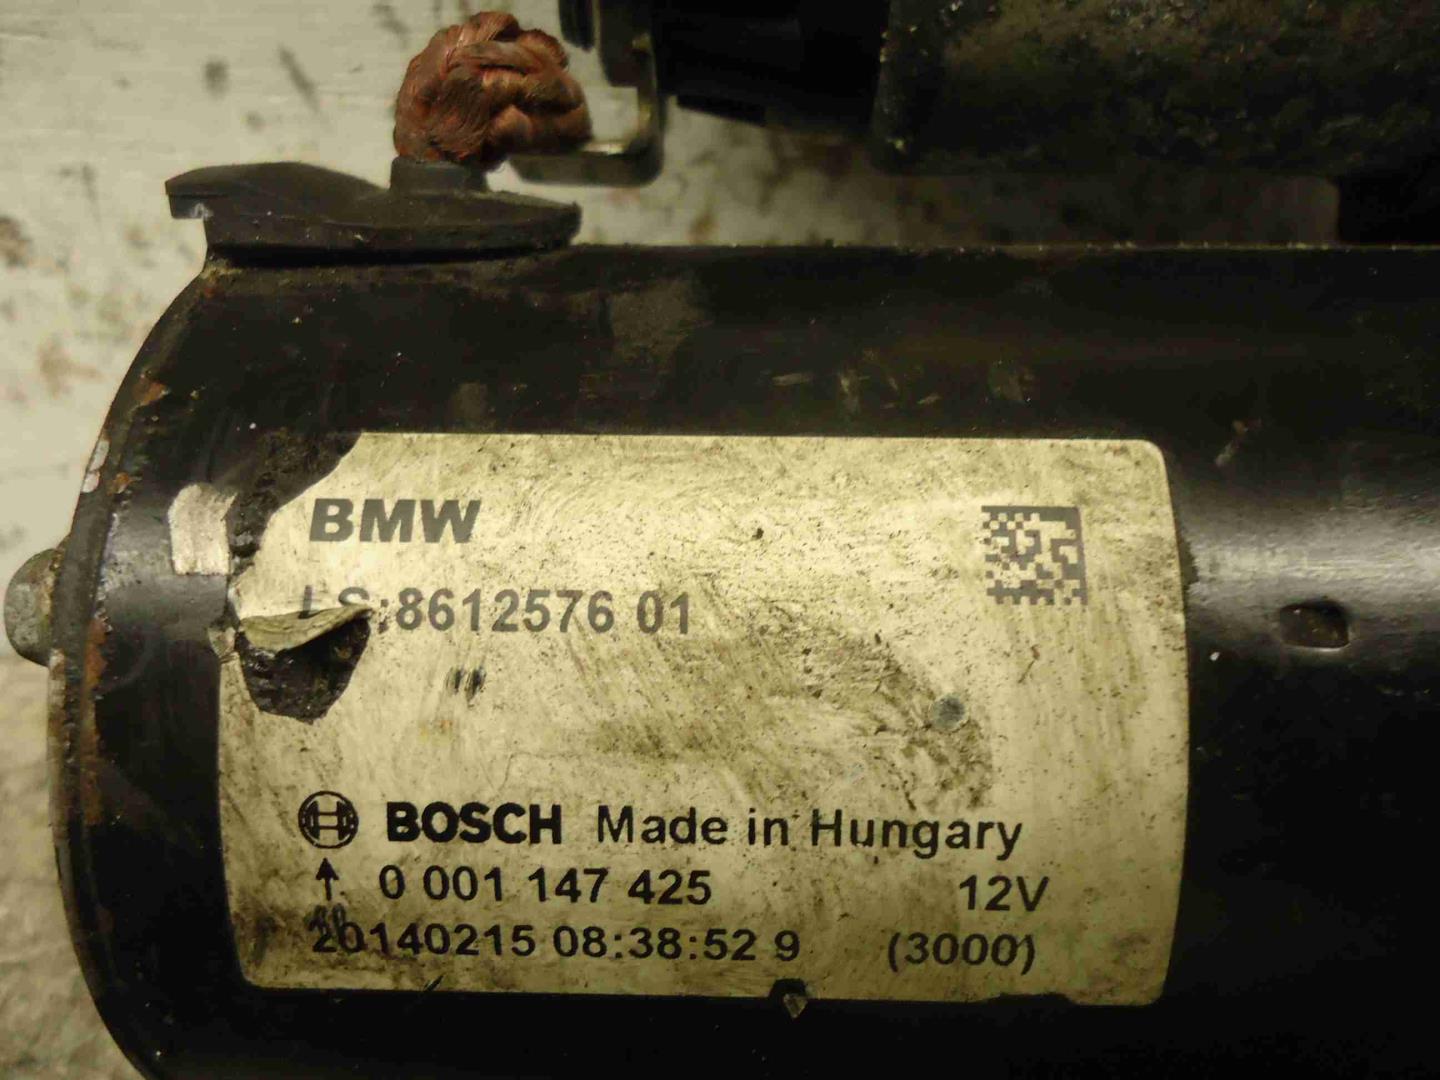 BMW
LS:8612576 01
BOSCH Made in Hungary
0 001 147 425 12V
20140215 08:38:52 9 (3000)